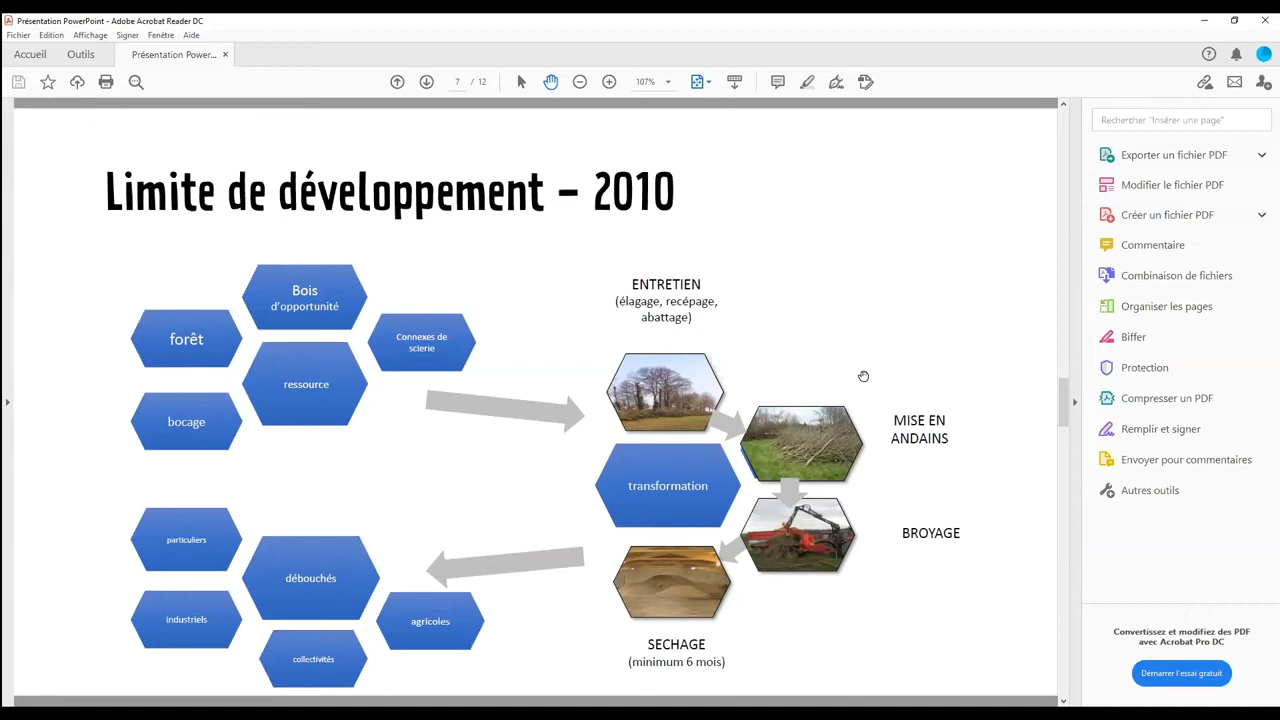 Présentation PowerPoint - Adobe Acrobat Reader DC
Fichier Edition Affichage Signer Fenêtre Aide
Accueil Outils Présentation Power... ×
7 / 12 107%
Rechercher "Insérer une page"
Exporter un fichier PDF
Modifier le fichier PDF
Créer un fichier PDF
Commentaire
Combinaison de fichiers
Organiser les pages
Biffer
Protection
Compresser un PDF
Remplir et signer
Envoyer pour commentaires
Autres outils
Convertissez et modifiez des PDF
avec Acrobat Pro DC
Démarrer l'essai gratuit
Limite de développement – 2010
Bois
d'opportunité
forêt
Connexes de
scierie
ressource
bocage
ENTRETIEN
(élagage, recépage,
abattage)
MISE EN
ANDAINS
transformation
BROYAGE
SECHAGE
(minimum 6 mois)
particuliers
débouchés
industriels
agricoles
collectivités